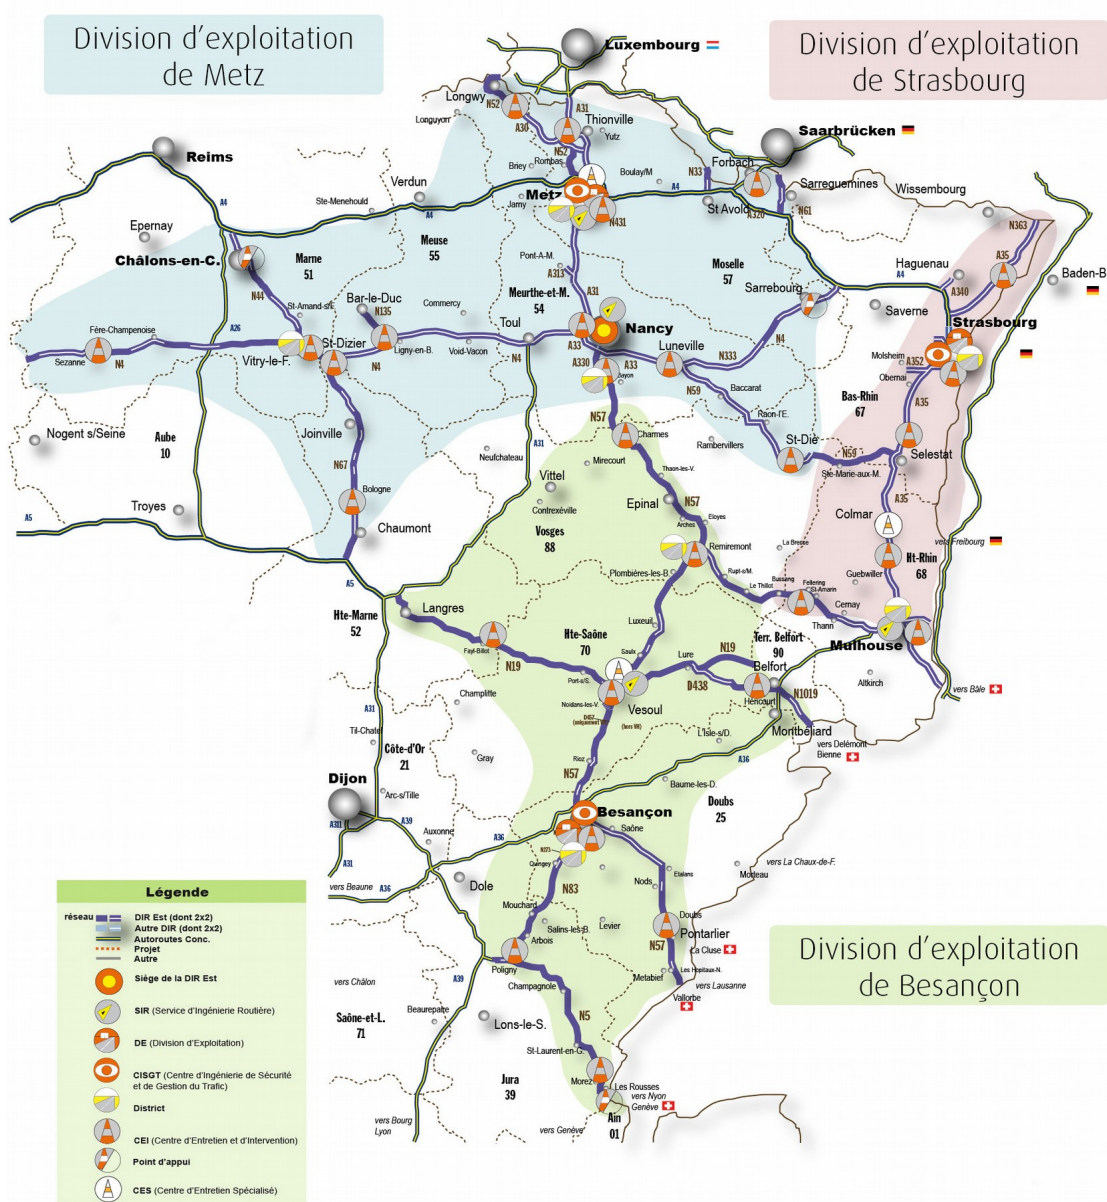 Division d'exploitation
de Metz
Division d'exploitation
de Strasbourg
Luxembourg
Longwy
N52
Longuyon
A30
A31
Thionville
Yutz
N52
Briey
Rombas
Boulay/M
N33
Forbach
Saarbrücken
Sarreguemines
Wissembourg
Reims
Verdun
Ste-Menehould
A4
A4
Metz
Jarny
N431
A4
St Avold
A320
N61
N363
Epernay
Châlons-en-C.
Marne
51
Meuse
55
Pont-A-M.
A313
Moselle
57
Haguenau
A4
A340
A35
Baden-B
N44
St-Amand-s/F.
Bar-le-Duc
N135
Commercy
Meurthe-et-M.
54
A31
Sarrebourg
Saverne
Strasbourg
Fère-Champenoise
A26
St-Dizier
Toul
Nancy
Sezanne
N4
Vitry-le-F.
N4
Ligny-en-B.
Void-Vacon
N4
A33
A330
A33
Bayon
Luneville
N333
N4
Molsheim
A352
Obernai
Baccarat
N59
Bas-Rhin
67
A35
Nogent s/Seine
Aube
10
Joinville
A31
N57
Charmes
Raon-l'E.
Rambervillers
St-Diè
N59
Ste-Marie-aux-M.
Selestat
Neufchateau
Mirecourt
Thaon-les-V.
N67
Bologne
Vittel
Contrexéville
Epinal
N57
A35
Troyes
Chaumont
A5
Vosges
88
Arches
Eloyes
Remiremont
La Bresse
Colmar
vers Freibourg
Ht-Rhin
68
Plombières-les-B.
Rupt-s/M.
Le Thillot
Bussang
Fellering
St-Amarin
Guebwiller
Cernay
Thann
A5
Hte-Marne
52
Langres
Luxeuil
Terr. Belfort
90
Mulhouse
Fayl-Billot
N19
Hte-Saône
70
Saulx
Lure
N19
Belfort
D438
Altkirch
vers Bâle
Port-s/S.
Noidans-les-V.
Vesoul
Héricourt
N1019
Champlitte
A31
D457
(uniquement VH)
(hors VH)
Montbéliard
Til-Chatel
L'Isle-s/D.
vers Delémont
Bienne
Côte-d'Or
21
Gray
Rioz
N57
A36
Dijon
Arc-s/Tille
Baume-les-D.
Doubs
25
A311
A39
Auxonne
A36
Besançon
Saône
A31
N273
Quingey
vers Beaune
A36
Dole
Etalans
Nods
Morteau
vers La Chaux-de-F.
N83
Mouchard
Salins-les-B.
Levier
Doubs
Arbois
Pontarlier
N57
La Cluse
Division d'exploitation
de Besançon
Poligny
A39
Les Hopitaux-N.
Metabief
vers Lausanne
Vallorbe
Champagnole
vers Châlon
Beaurepaire
Saône-et-L.
71
Lons-le-S.
N5
St-Laurent-en-G.
Jura
39
Morez
Les Rousses
vers Nyon
Genève
Ain
01
vers Bourg
Lyon
vers Genève
Légende
réseau
DIR Est (dont 2x2)
Autre DIR (dont 2x2)
Autoroutes Conc.
Projet
Autre
Siège de la DIR Est
SIR (Service d'Ingénierie Routière)
DE (Division d'Exploitation)
CISGT (Centre d'Ingénierie de Sécurité
et de Gestion du Trafic)
District
CEI (Centre d'Entretien et d'Intervention)
Point d'appui
CES (Centre d'Entretien Spécialisé)